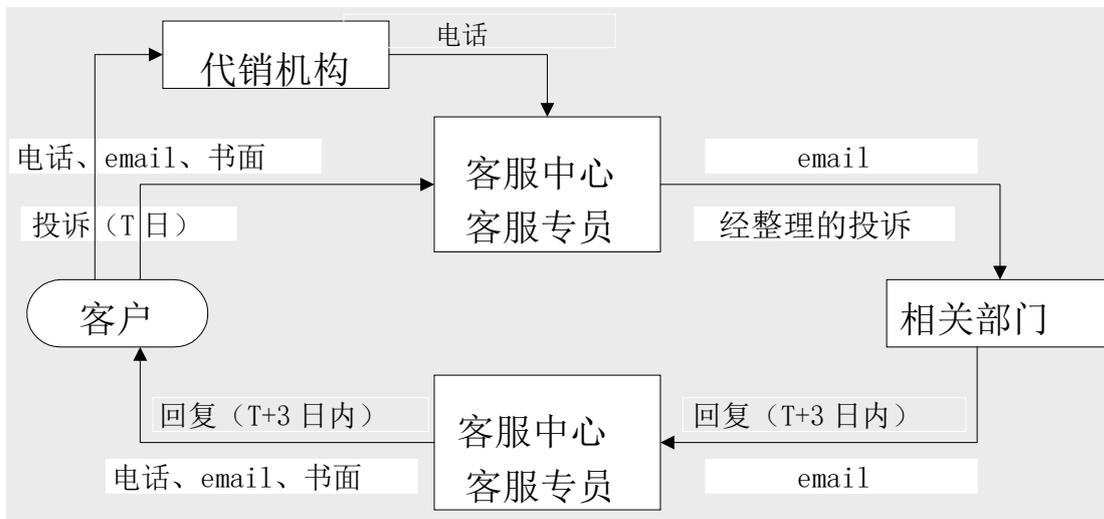 电话
代销机构
电话、email、书面
客服中心
客服专员
email
投诉（T 日）
经整理的投诉
客户
相关部门
回复（T+3 日内）
客服中心
客服专员
回复（T+3 日内）
电话、email、书面
email